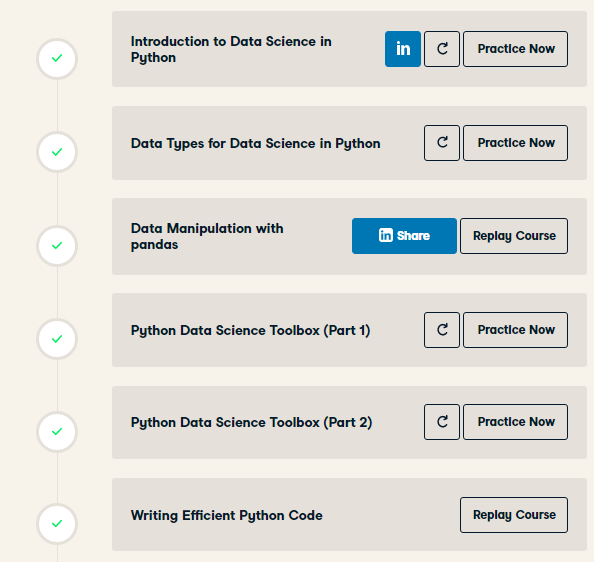 Introduction to Data Science in
Python
in
Practice Now
Data Types for Data Science in Python
Practice Now
Data Manipulation with
pandas
in Share
Replay Course
Python Data Science Toolbox (Part 1)
Practice Now
Python Data Science Toolbox (Part 2)
Practice Now
Writing Efficient Python Code
Replay Course